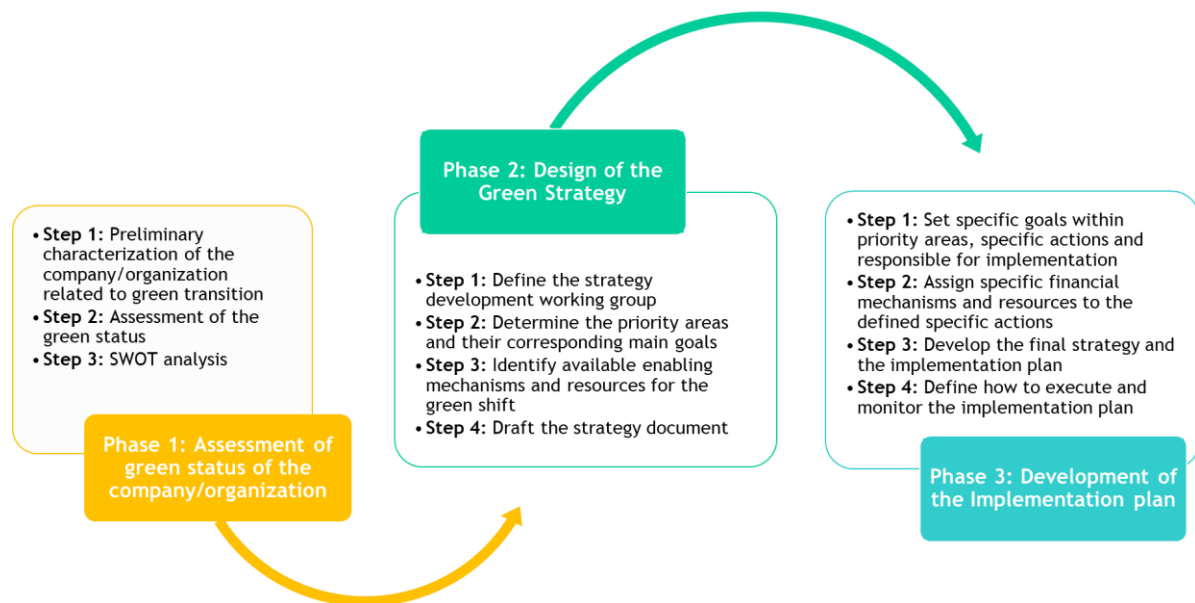 • Step 1: Preliminary
characterization of the
company/organization
related to green transition
• Step 2: Assessment of the
green status
• Step 3: SWOT analysis
Phase 1: Assessment of
green status of the
company/organization
Phase 2: Design of the
Green Strategy
• Step 1: Define the strategy
development working group
• Step 2: Determine the priority areas
and their corresponding main goals
• Step 3: Identify available enabling
mechanisms and resources for the
green shift
• Step 4: Draft the strategy document
• Step 1: Set specific goals within
priority areas, specific actions and
responsible for implementation
• Step 2: Assign specific financial
mechanisms and resources to the
defined specific actions
• Step 3: Develop the final strategy and
the implementation plan
• Step 4: Define how to execute and
monitor the implementation plan
Phase 3: Development of
the Implementation plan